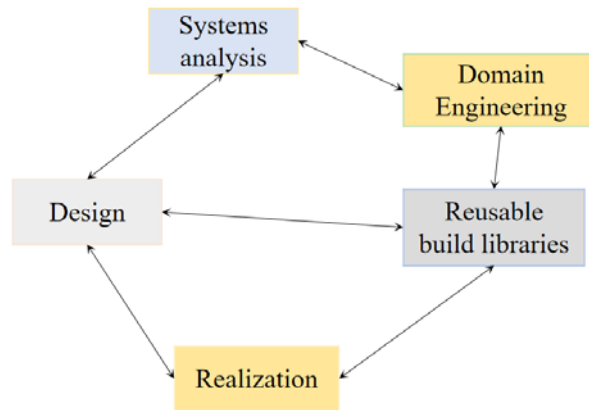 Systems
analysis
Domain
Engineering
Design
Reusable
build libraries
Realization